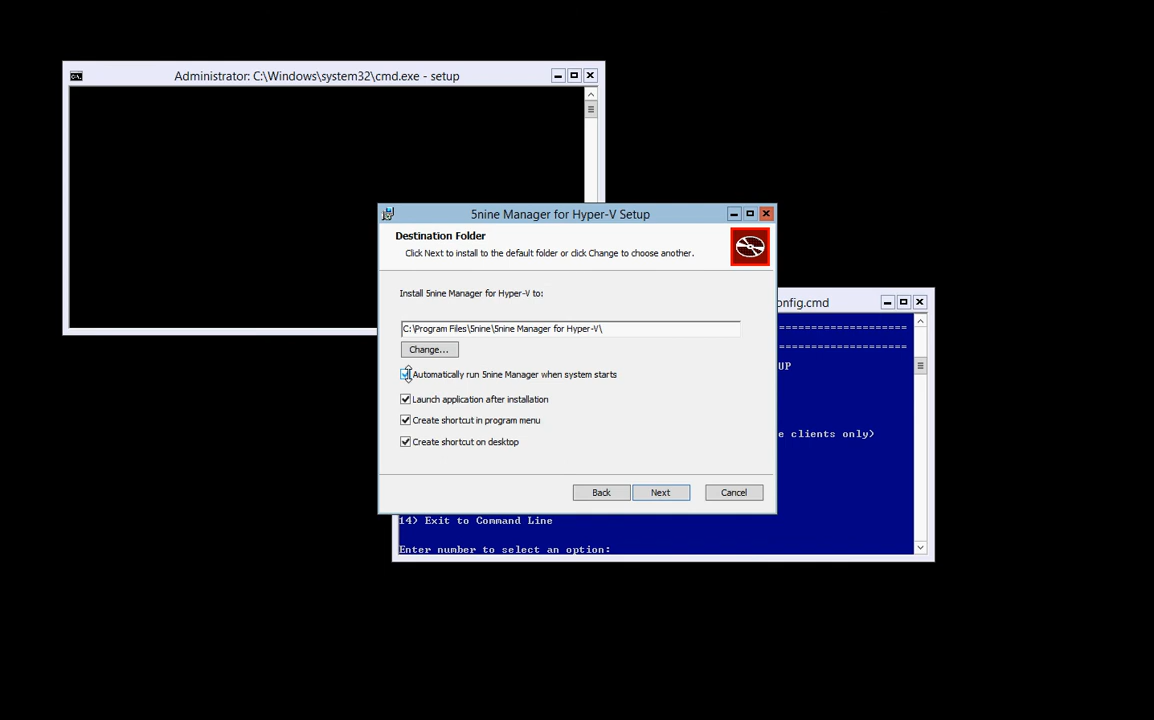 Administrator: C:\Windows\system32\cmd.exe - setup
5nine Manager for Hyper-V Setup
Destination Folder
Click Next to install to the default folder or click Change to choose another.
Install 5nine Manager for Hyper-V to:
C:\Program Files\5nine\5nine Manager for Hyper-V\
Change...
Automatically run 5nine Manager when system starts
Launch application after installation
Create shortcut in program menu
Create shortcut on desktop
Back
Next
Cancel
onfig.cmd
====================
====================
UP
e clients only)
14) Exit to Command Line
Enter number to select an option: